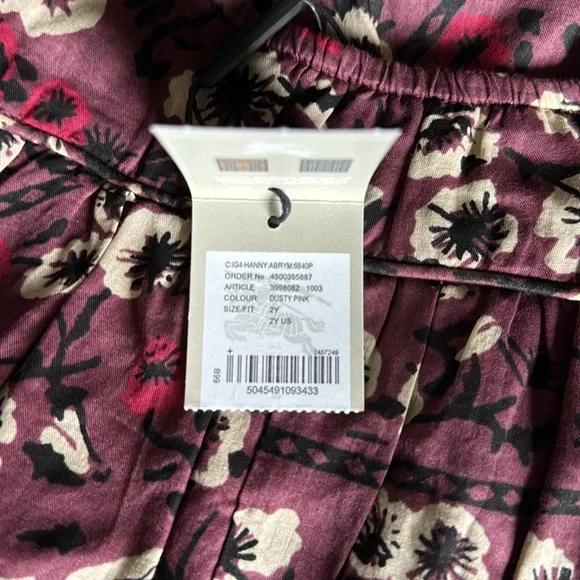 C:IG4-HANNY:ABRYM:6840P
ORDER No 4500395887
ARTICLE 3998082 1003
COLOUR DUSTY PINK
SIZE/FIT 2Y
2Y US
+ 2457249
66B
5045491093433